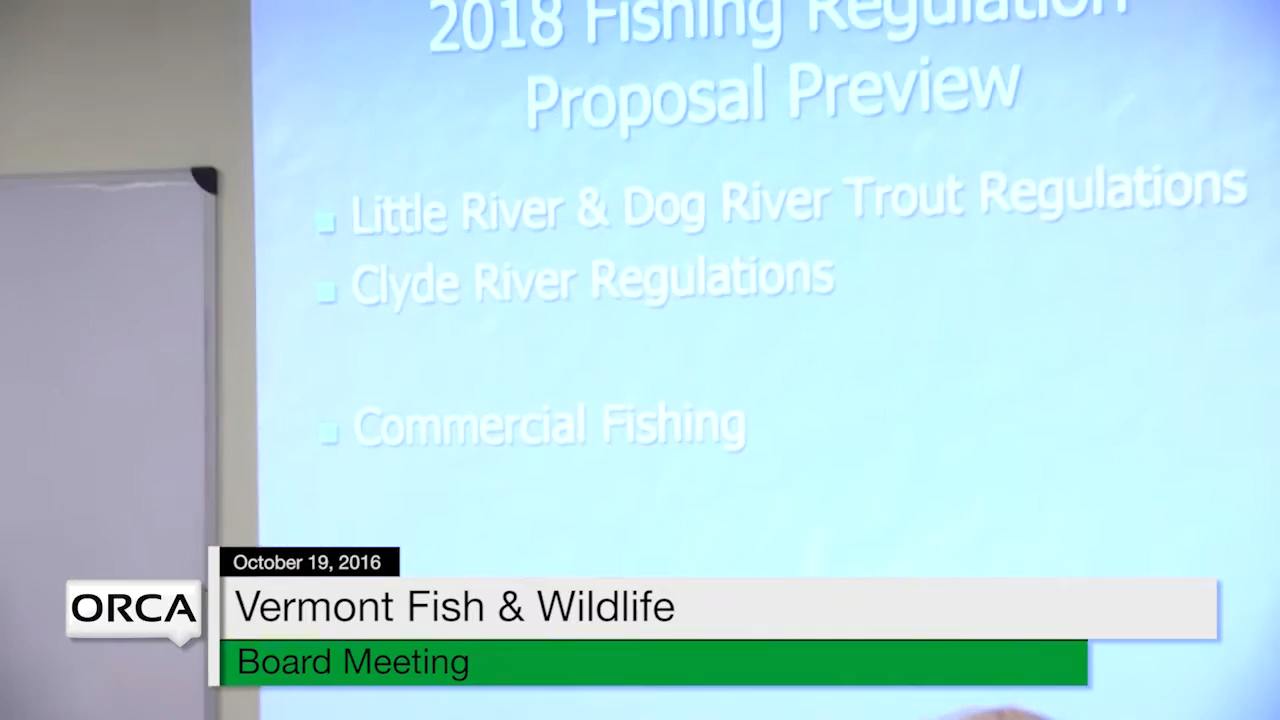 2018 Fishing Regulation
Proposal Preview
Little River & Dog River Trout Regulations
Clyde River Regulations
Commercial Fishing
October 19, 2016
ORCA
Vermont Fish & Wildlife
Board Meeting